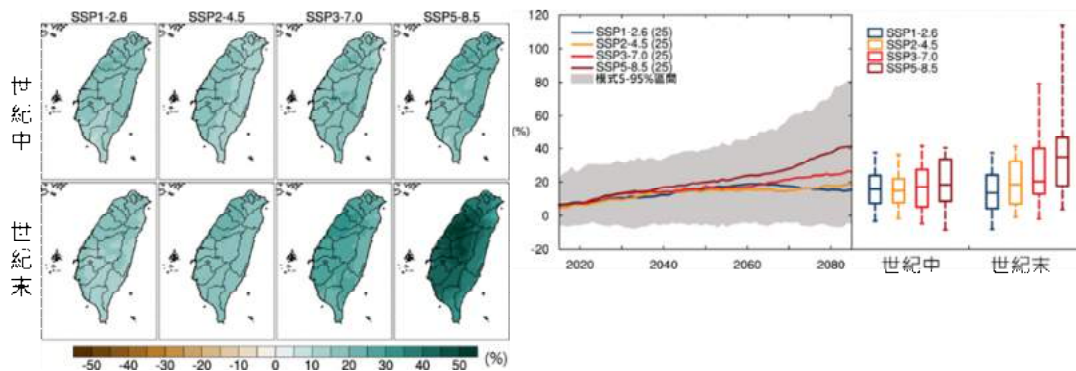 SSP1-2.6 SSP2-4.5 SSP3-7.0 SSP5-8.5
世紀中
世紀末
-50 -40 -30 -20 -10 0 10 20 30 40 50 (%)
120
100
80
60
40
20
0
-20
(%)
SSP1-2.6 (25)
SSP2-4.5 (25)
SSP3-7.0 (25)
SSP5-8.5 (25)
模式5-95%區間
2020 2040 2060 2080
SSP1-2.6
SSP2-4.5
SSP3-7.0
SSP5-8.5
世紀中 世紀末